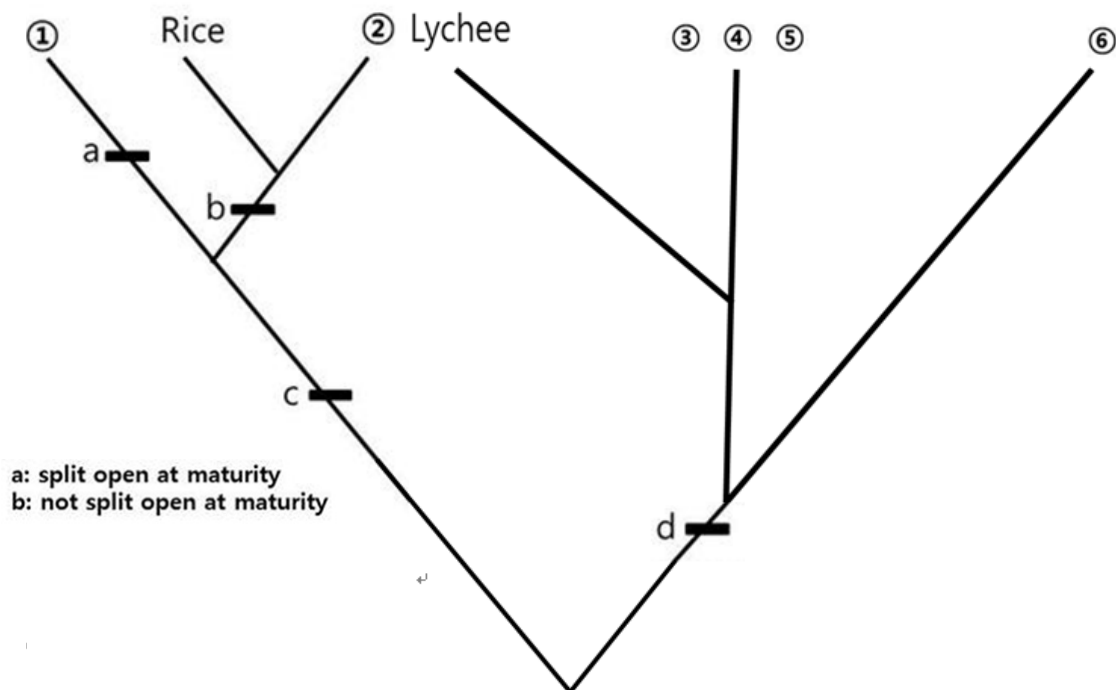 ① Rice ② Lychee ③ ④ ⑤ ⑥
a
b
c
a: split open at maturity
b: not split open at maturity
d